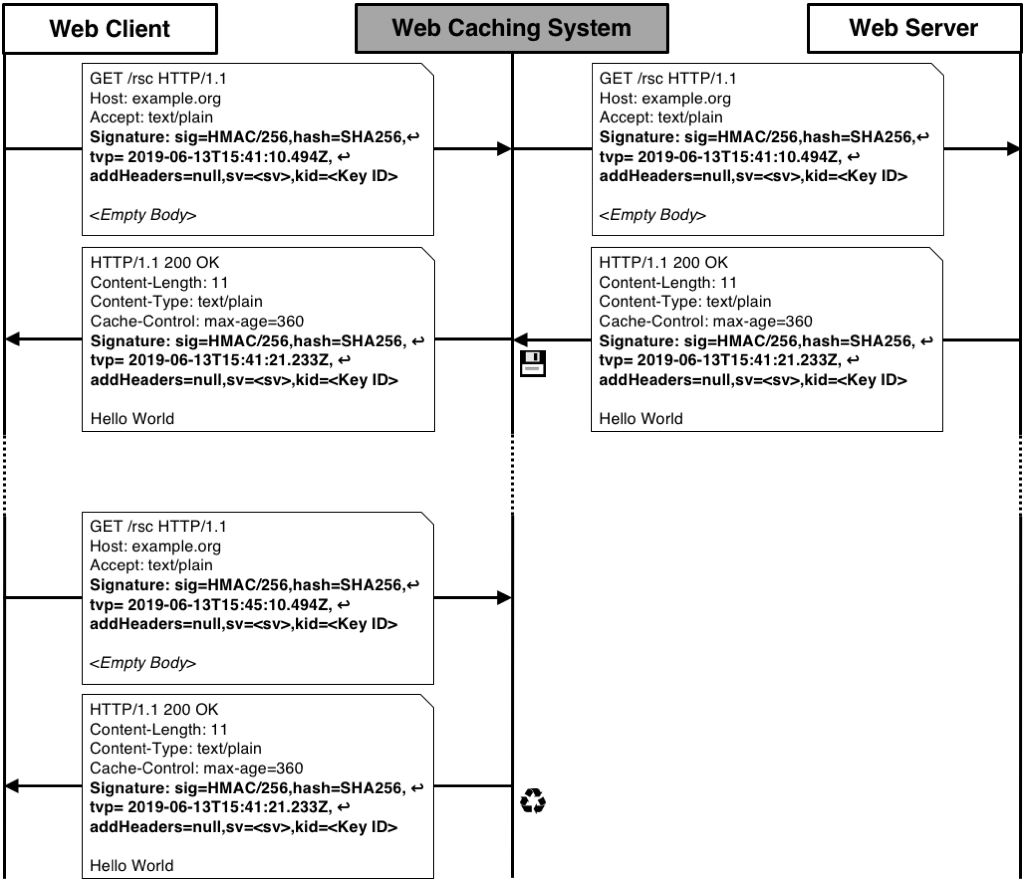 Web Client
Web Caching System
Web Server
GET /rsc HTTP/1.1
Host: example.org
Accept: text/plain
Signature: sig=HMAC/256,hash=SHA256,↩
tvp= 2019-06-13T15:41:10.494Z, ↩
addHeaders=null,sv=<sv>,kid=<Key ID>
<Empty Body>
GET /rsc HTTP/1.1
Host: example.org
Accept: text/plain
Signature: sig=HMAC/256,hash=SHA256,↩
tvp= 2019-06-13T15:41:10.494Z, ↩
addHeaders=null,sv=<sv>,kid=<Key ID>
<Empty Body>
HTTP/1.1 200 OK
Content-Length: 11
Content-Type: text/plain
Cache-Control: max-age=360
Signature: sig=HMAC/256,hash=SHA256, ↩
tvp= 2019-06-13T15:41:21.233Z, ↩
addHeaders=null,sv=<sv>,kid=<Key ID>
Hello World
HTTP/1.1 200 OK
Content-Length: 11
Content-Type: text/plain
Cache-Control: max-age=360
Signature: sig=HMAC/256,hash=SHA256, ↩
tvp= 2019-06-13T15:41:21.233Z, ↩
addHeaders=null,sv=<sv>,kid=<Key ID>
Hello World
GET /rsc HTTP/1.1
Host: example.org
Accept: text/plain
Signature: sig=HMAC/256,hash=SHA256,↩
tvp= 2019-06-13T15:45:10.494Z, ↩
addHeaders=null,sv=<sv>,kid=<Key ID>
<Empty Body>
HTTP/1.1 200 OK
Content-Length: 11
Content-Type: text/plain
Cache-Control: max-age=360
Signature: sig=HMAC/256,hash=SHA256, ↩
tvp= 2019-06-13T15:41:21.233Z, ↩
addHeaders=null,sv=<sv>,kid=<Key ID>
Hello World